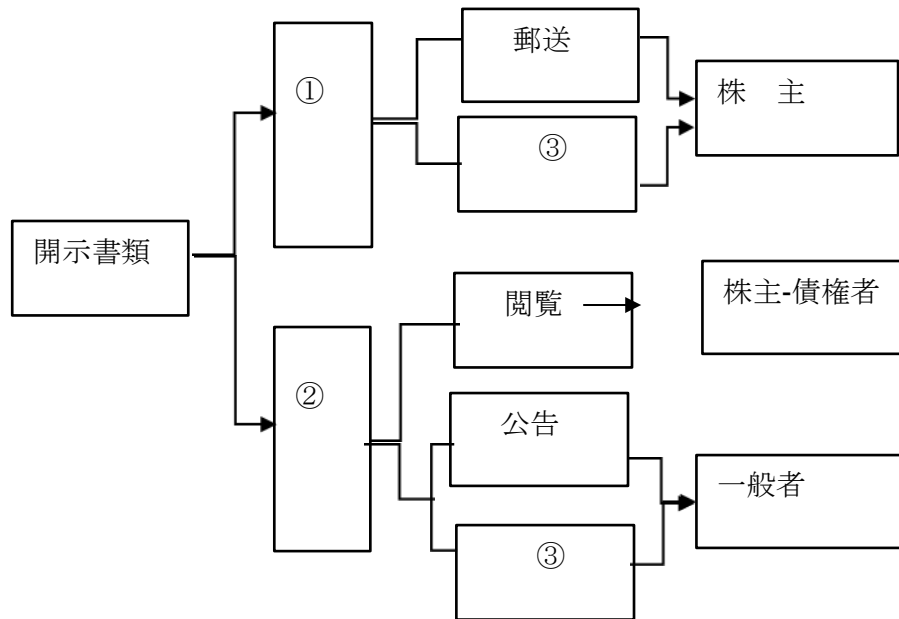 開示書類
①
②
郵送
③
閲覧
公告
③
株　主
株主-債権者
一般者